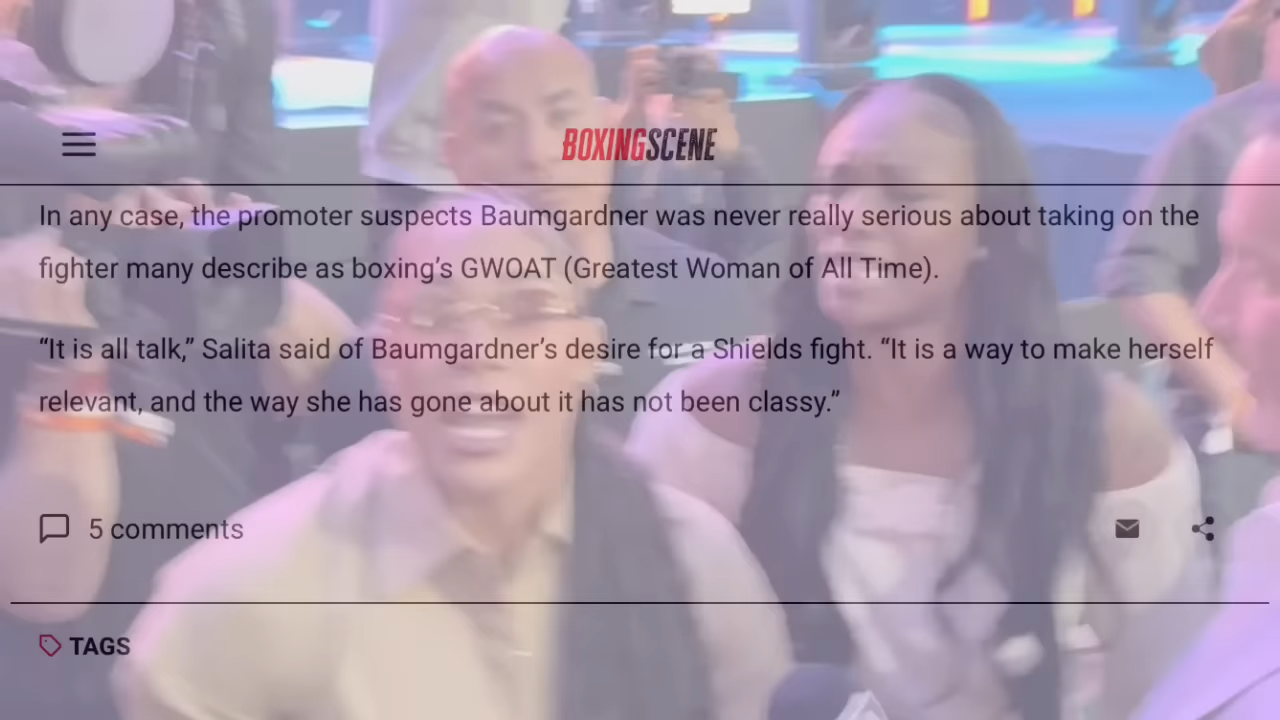 BOXINGSCENE
In any case, the promoter suspects Baumgardner was never really serious about taking on the
fighter many describe as boxing’s GWOAT (Greatest Woman of All Time).
“It is all talk,” Salita said of Baumgardner’s desire for a Shields fight. “It is a way to make herself
relevant, and the way she has gone about it has not been classy.”
5 comments
TAGS